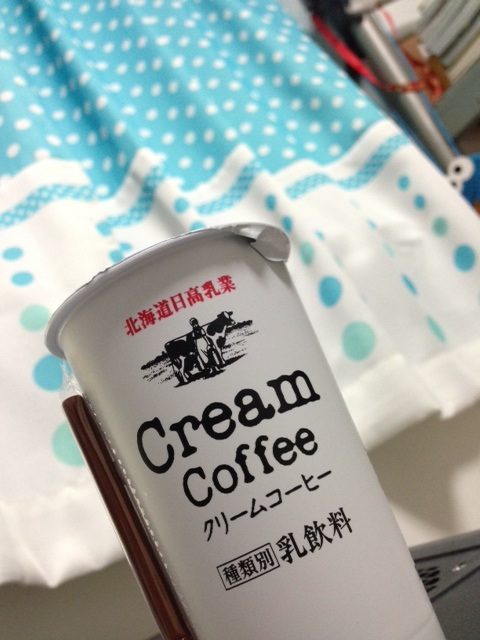 北海道日高乳業
Cream
Coffee
クリームコーヒー
種類別 乳飲料